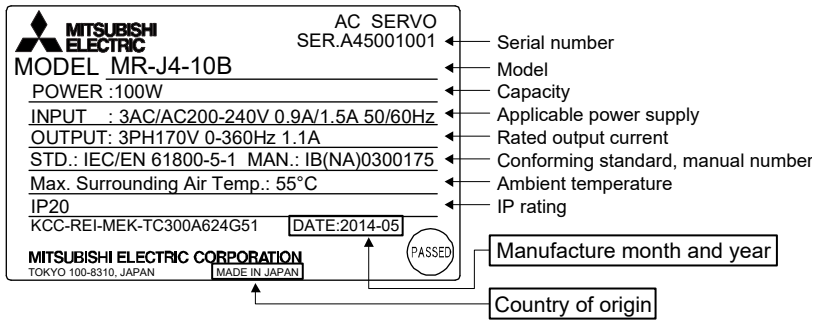 MITSUBISHI
ELECTRIC
AC SERVO
SER.A45001001
Serial number
MODEL MR-J4-10B
Model
POWER :100W
Capacity
INPUT : 3AC/AC200-240V 0.9A/1.5A 50/60Hz
Applicable power supply
OUTPUT: 3PH170V 0-360Hz 1.1A
Rated output current
STD.: IEC/EN 61800-5-1 MAN.: IB(NA)0300175
Conforming standard, manual number
Max. Surrounding Air Temp.: 55°C
Ambient temperature
IP20
IP rating
KCC-REI-MEK-TC300A624G51 DATE:2014-05
Manufacture month and year
PASSED
MITSUBISHI ELECTRIC CORPORATION
TOKYO 100-8310, JAPAN MADE IN JAPAN
Country of origin